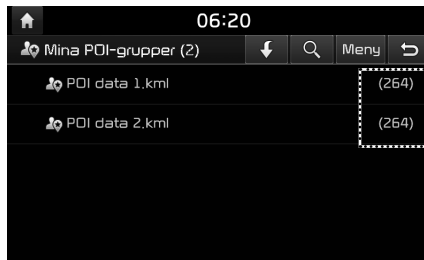 06:20
Mina POI-grupper (2) Meny
POI data 1.kml (264)
POI data 2.kml (264)